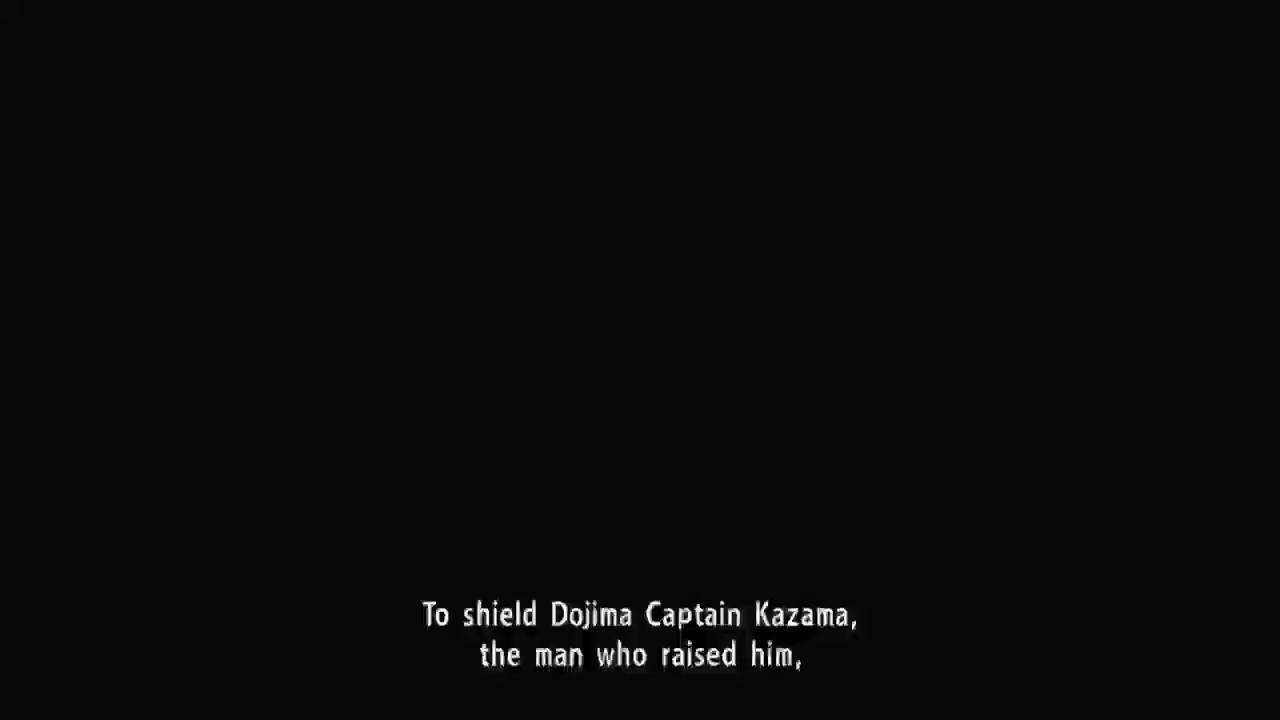 To shield Dojima Captain Kazama,
the man who raised him,